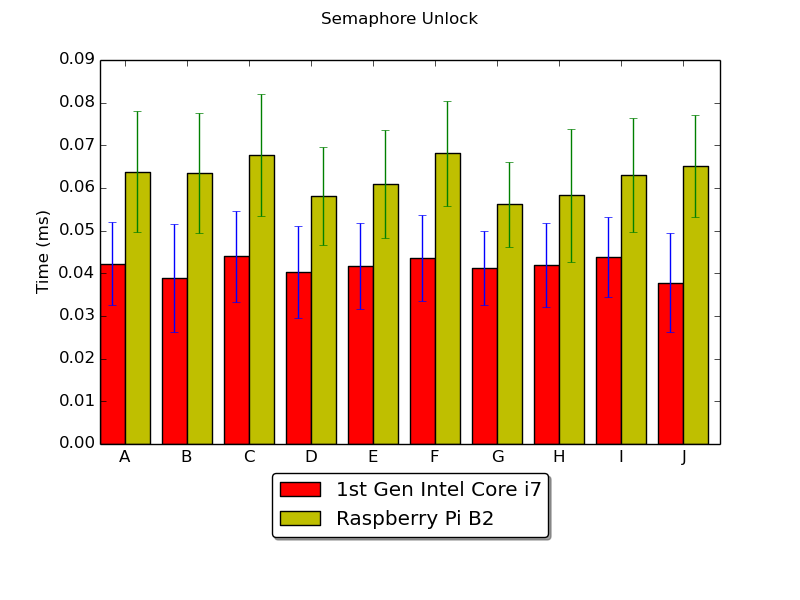 Semaphore Unlock
0.09
0.08
0.07
0.06
0.05
0.04
0.03
0.02
0.01
0.00
Time (ms)
A B C D E F G H I J
1st Gen Intel Core i7
Raspberry Pi B2